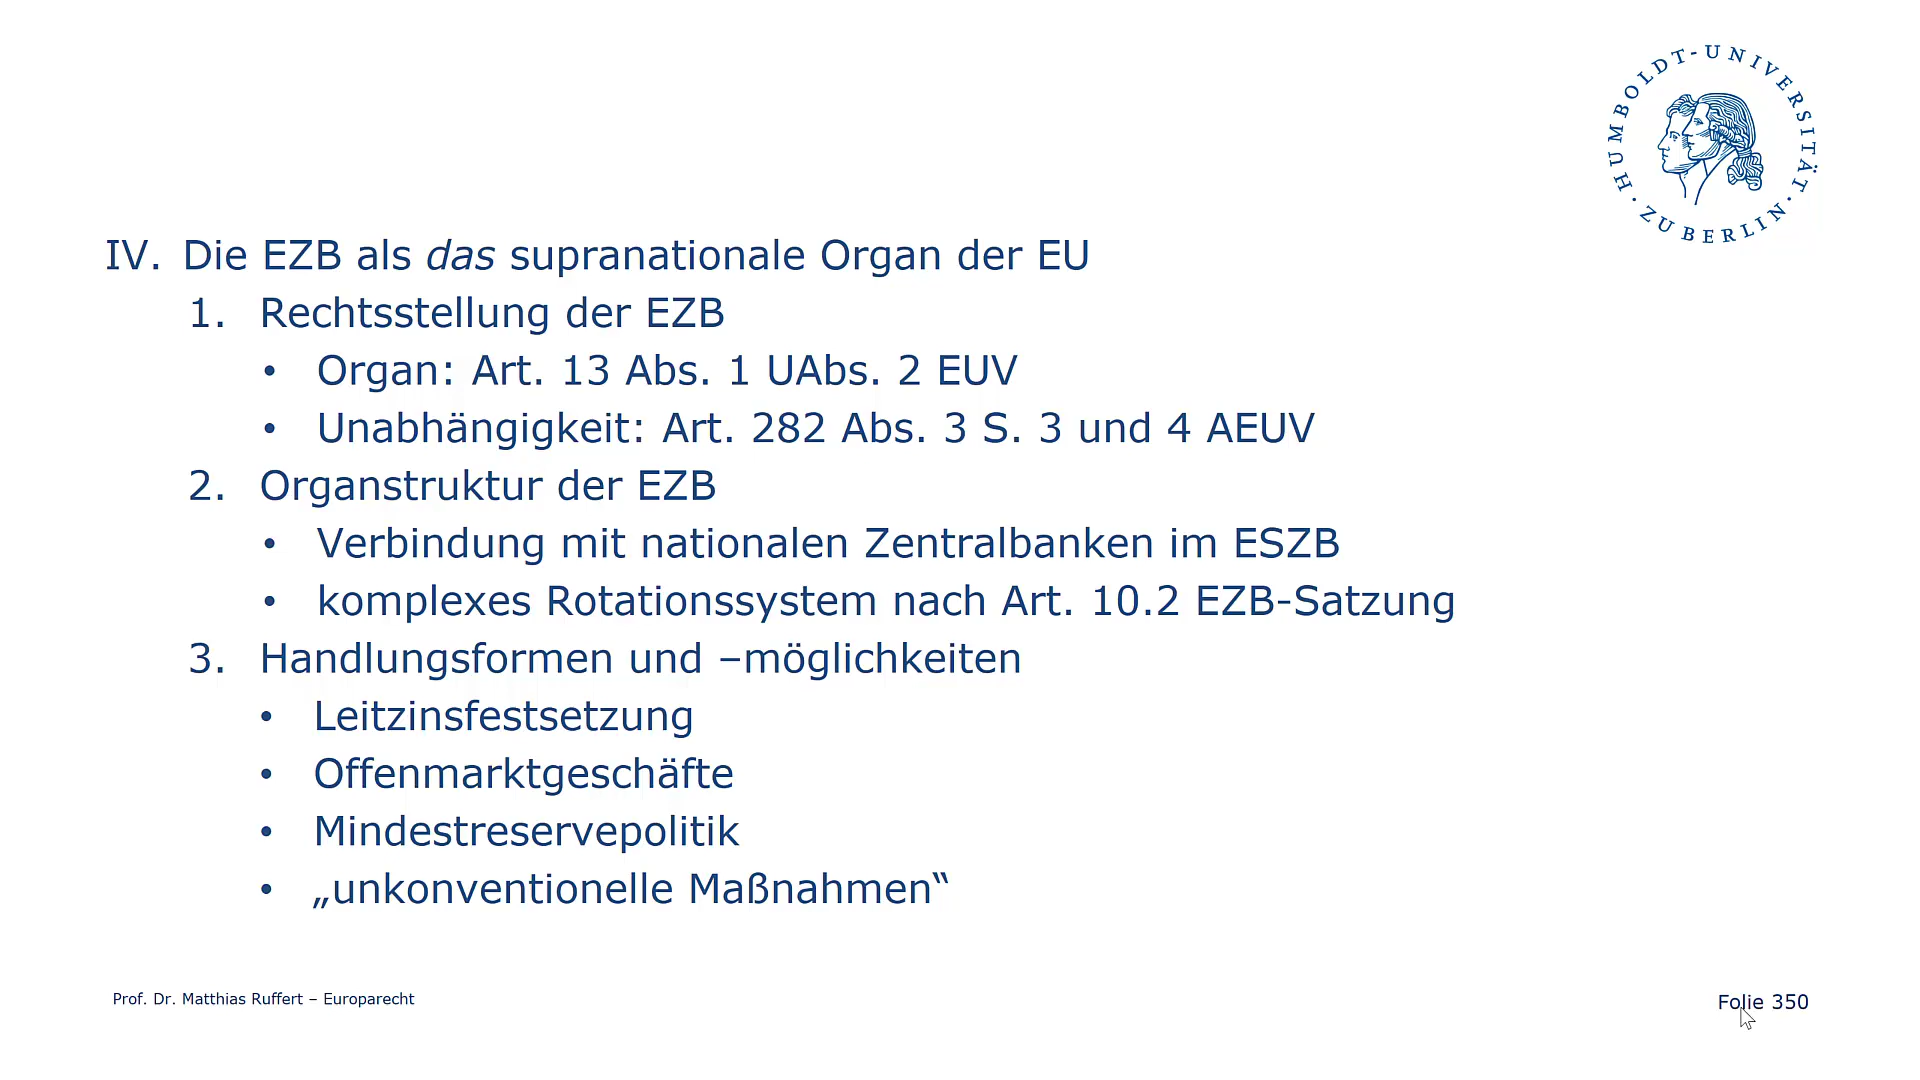 HUMBOLDT-UNIVERSITÄT · ZU BERLIN ·
IV. Die EZB als das supranationale Organ der EU
1. Rechtsstellung der EZB
• Organ: Art. 13 Abs. 1 UAbs. 2 EUV
• Unabhängigkeit: Art. 282 Abs. 3 S. 3 und 4 AEUV
2. Organstruktur der EZB
• Verbindung mit nationalen Zentralbanken im ESZB
• komplexes Rotationssystem nach Art. 10.2 EZB-Satzung
3. Handlungsformen und –möglichkeiten
• Leitzinsfestsetzung
• Offenmarktgeschäfte
• Mindestreservepolitik
• „unkonventionelle Maßnahmen“
Prof. Dr. Matthias Ruffert – Europarecht
Folie 350